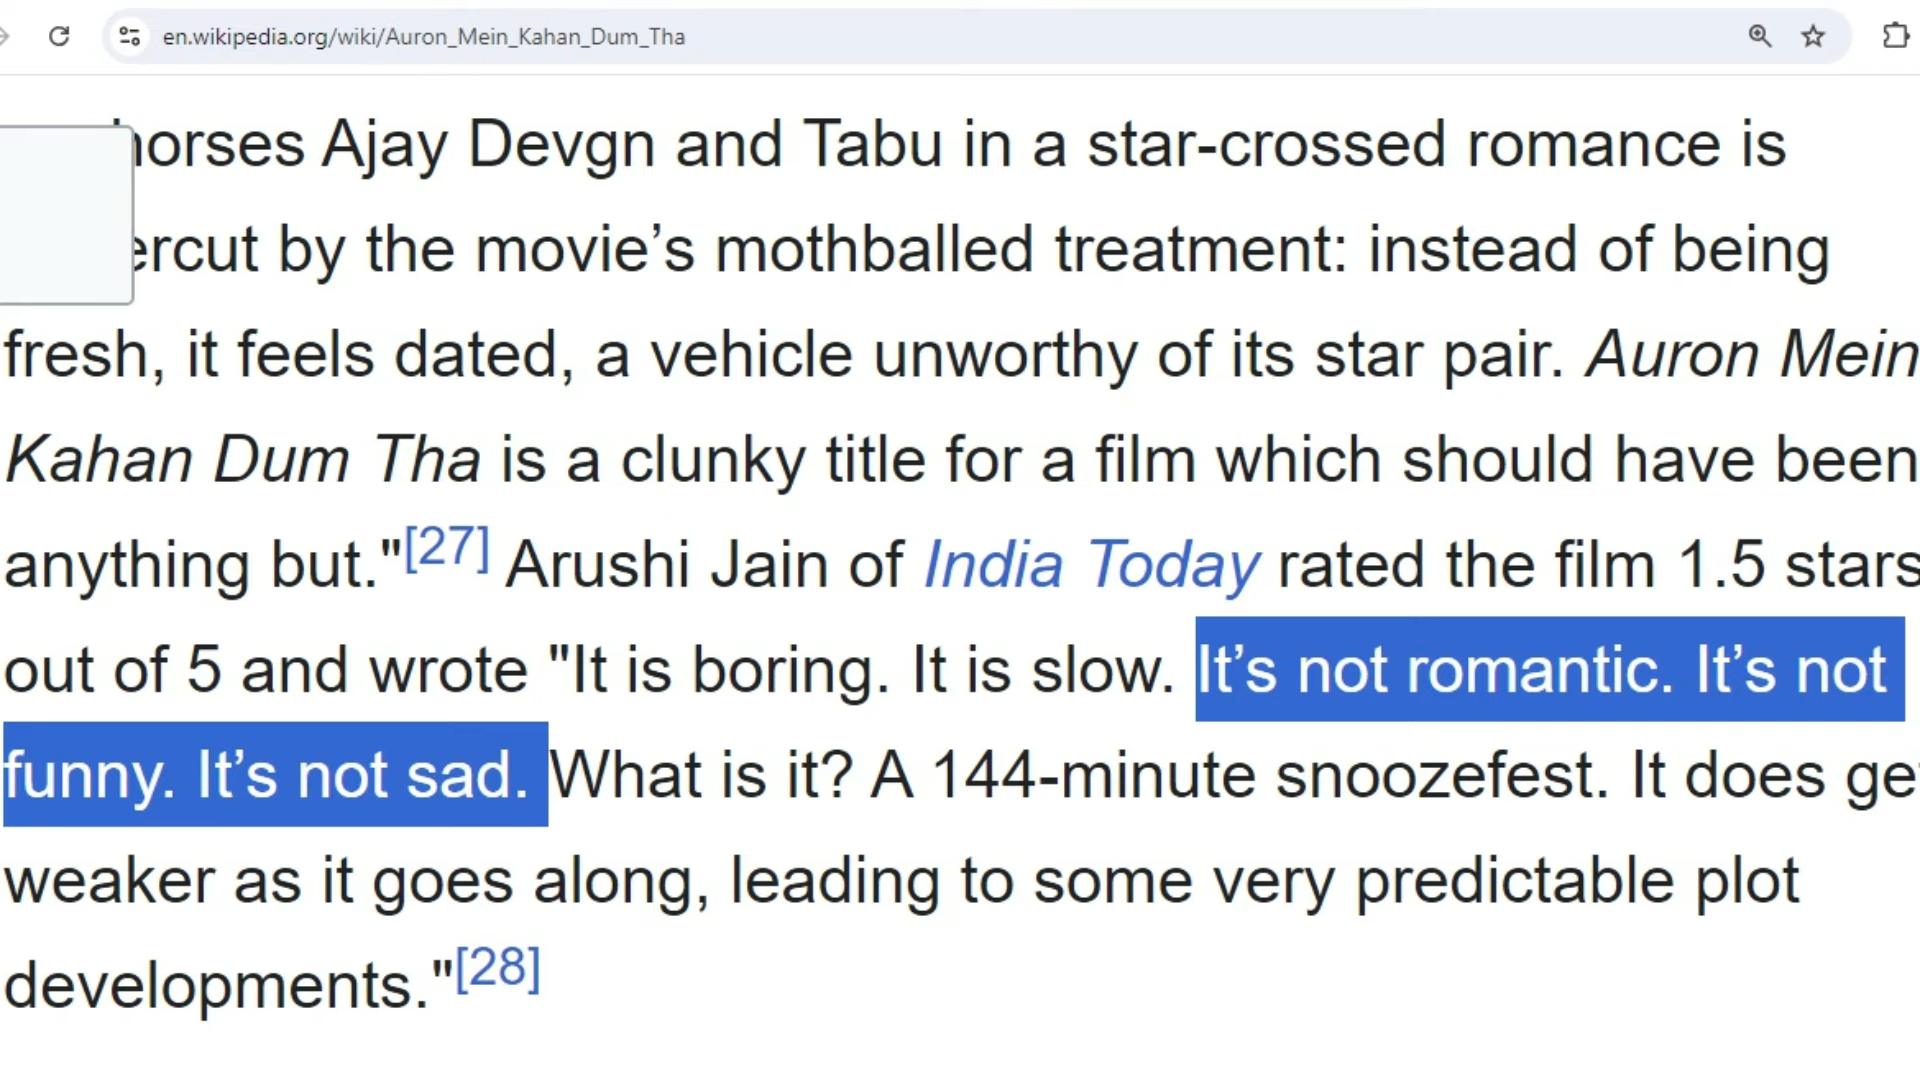 en.wikipedia.org/wiki/Auron_Mein_Kahan_Dum_Tha
Ajay Devgn and Tabu in a star-crossed romance is
by the movie’s mothballed treatment: instead of being
fresh, it feels dated, a vehicle unworthy of its star pair. Auron Mein
Kahan Dum Tha is a clunky title for a film which should have been
anything but."[27] Arushi Jain of India Today rated the film 1.5 stars
out of 5 and wrote "It is boring. It is slow. It’s not romantic. It’s not
funny. It’s not sad. What is it? A 144-minute snoozefest. It does get
weaker as it goes along, leading to some very predictable plot
developments."[28]